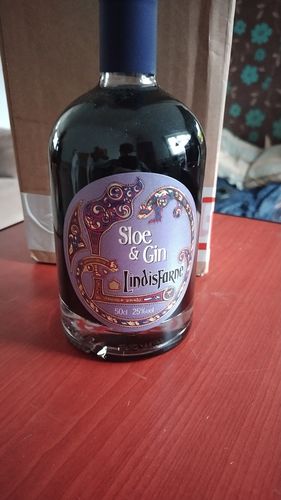 Sloe
& Gin
Lindisfarne
50cl 25%vol